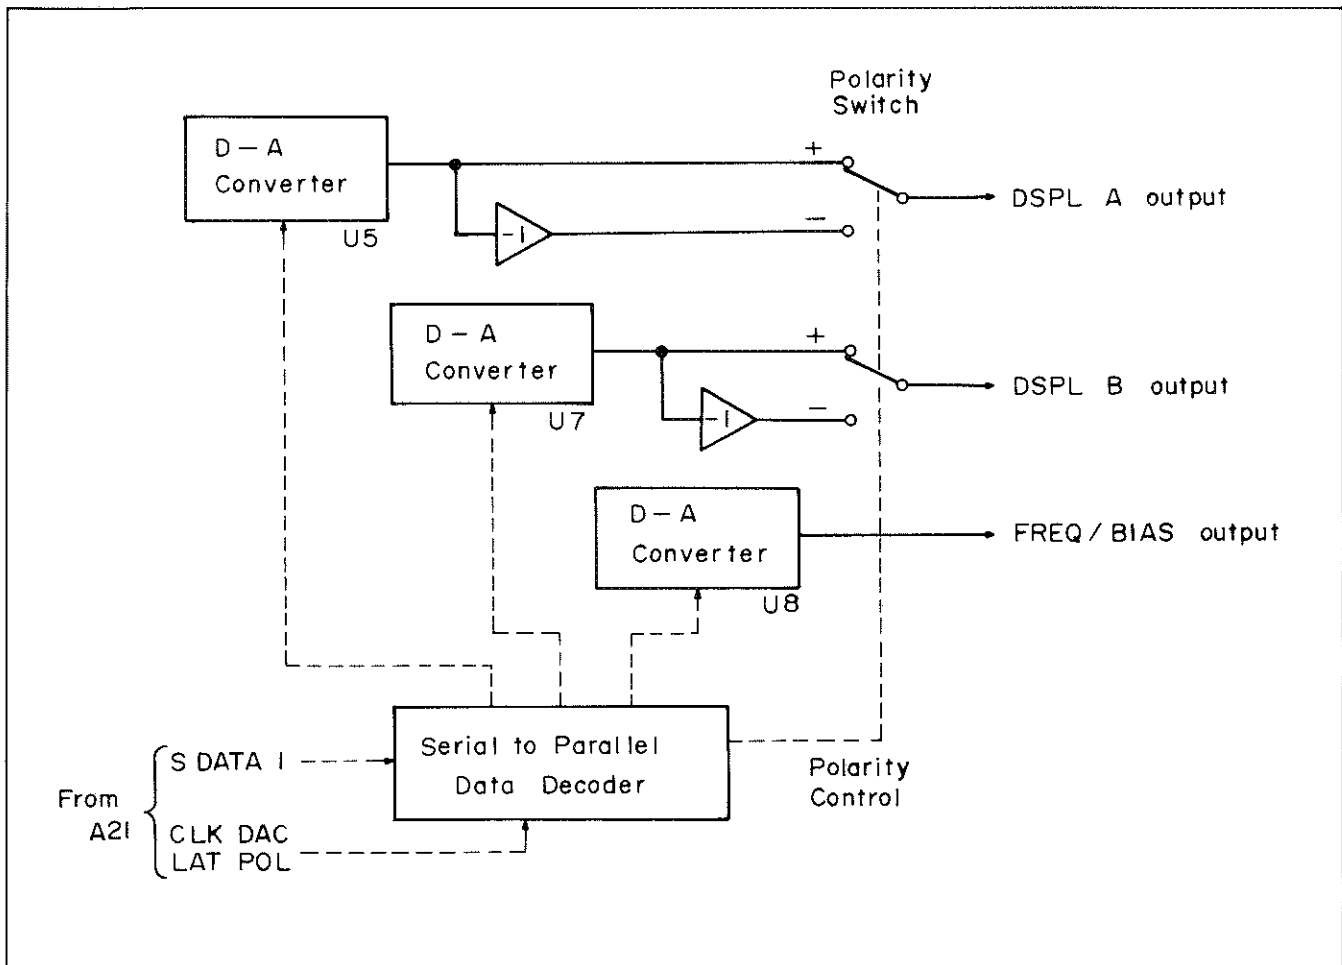 Polarity
Switch
D-A
Converter
U5
+
-
-1
DSPL A output
D-A
Converter
U7
+
-
-1
DSPL B output
D-A
Converter
U8
FREQ/BIAS output
Serial to Parallel
Data Decoder
Polarity
Control
From
A21
S DATA 1
CLK DAC
LAT POL